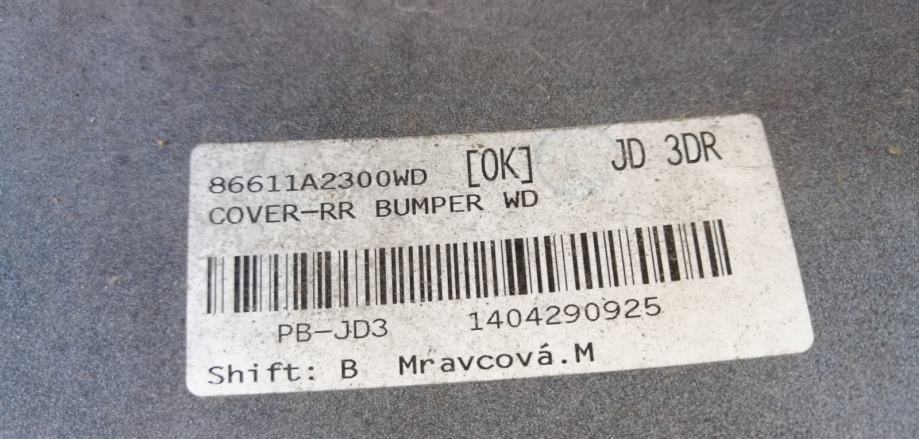 86611A2300WD [OK] JD 3DR
COVER-RR BUMPER WD
PB-JD3 1404290925
Shift: B Mravcová.M